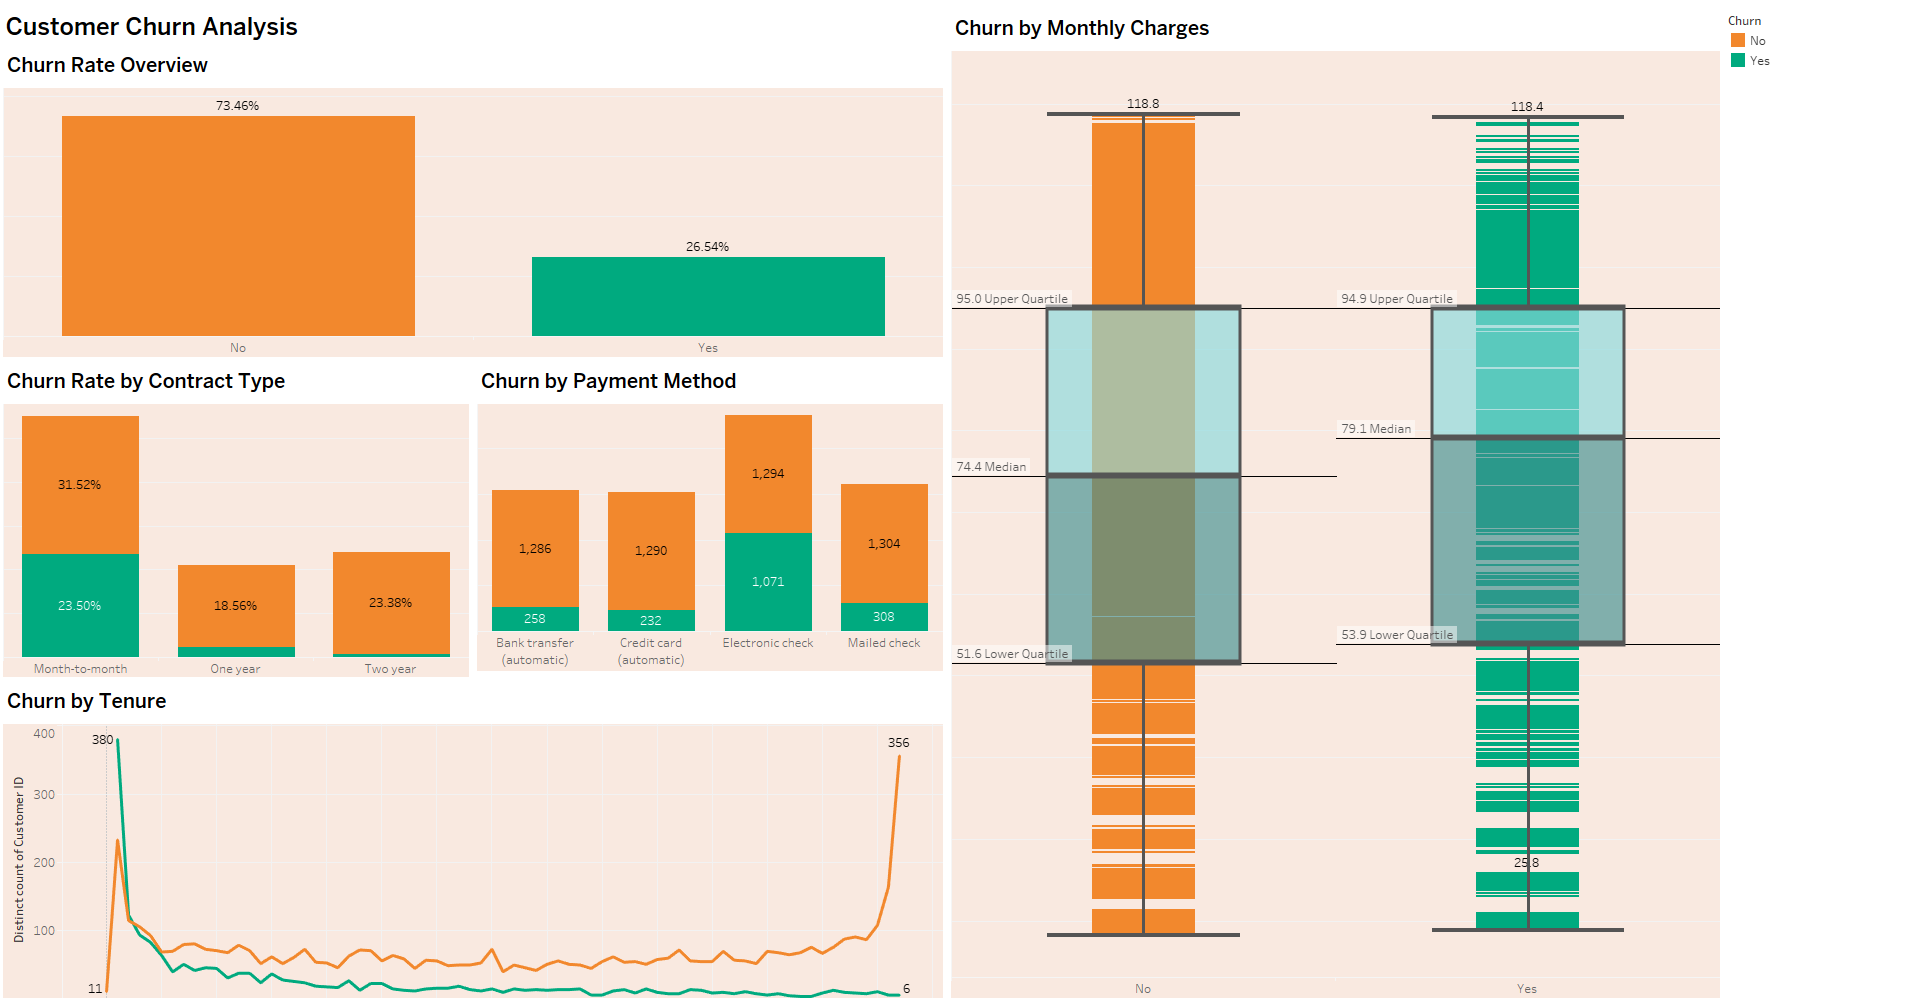 Customer Churn Analysis
Churn Rate Overview
73.46%
26.54%
No
Yes
Churn Rate by Contract Type
31.52%
23.50%
18.56%
23.38%
Month-to-month
One year
Two year
Churn by Payment Method
1,286
258
1,290
232
1,294
1,071
1,304
308
Bank transfer
(automatic)
Credit card
(automatic)
Electronic check
Mailed check
Churn by Tenure
Distinct count of Customer ID
400
300
200
100
380
11
356
6
Churn by Monthly Charges
118.8
95.0 Upper Quartile
74.4 Median
51.6 Lower Quartile
118.4
94.9 Upper Quartile
79.1 Median
53.9 Lower Quartile
25.8
No
Yes
Churn
No
Yes